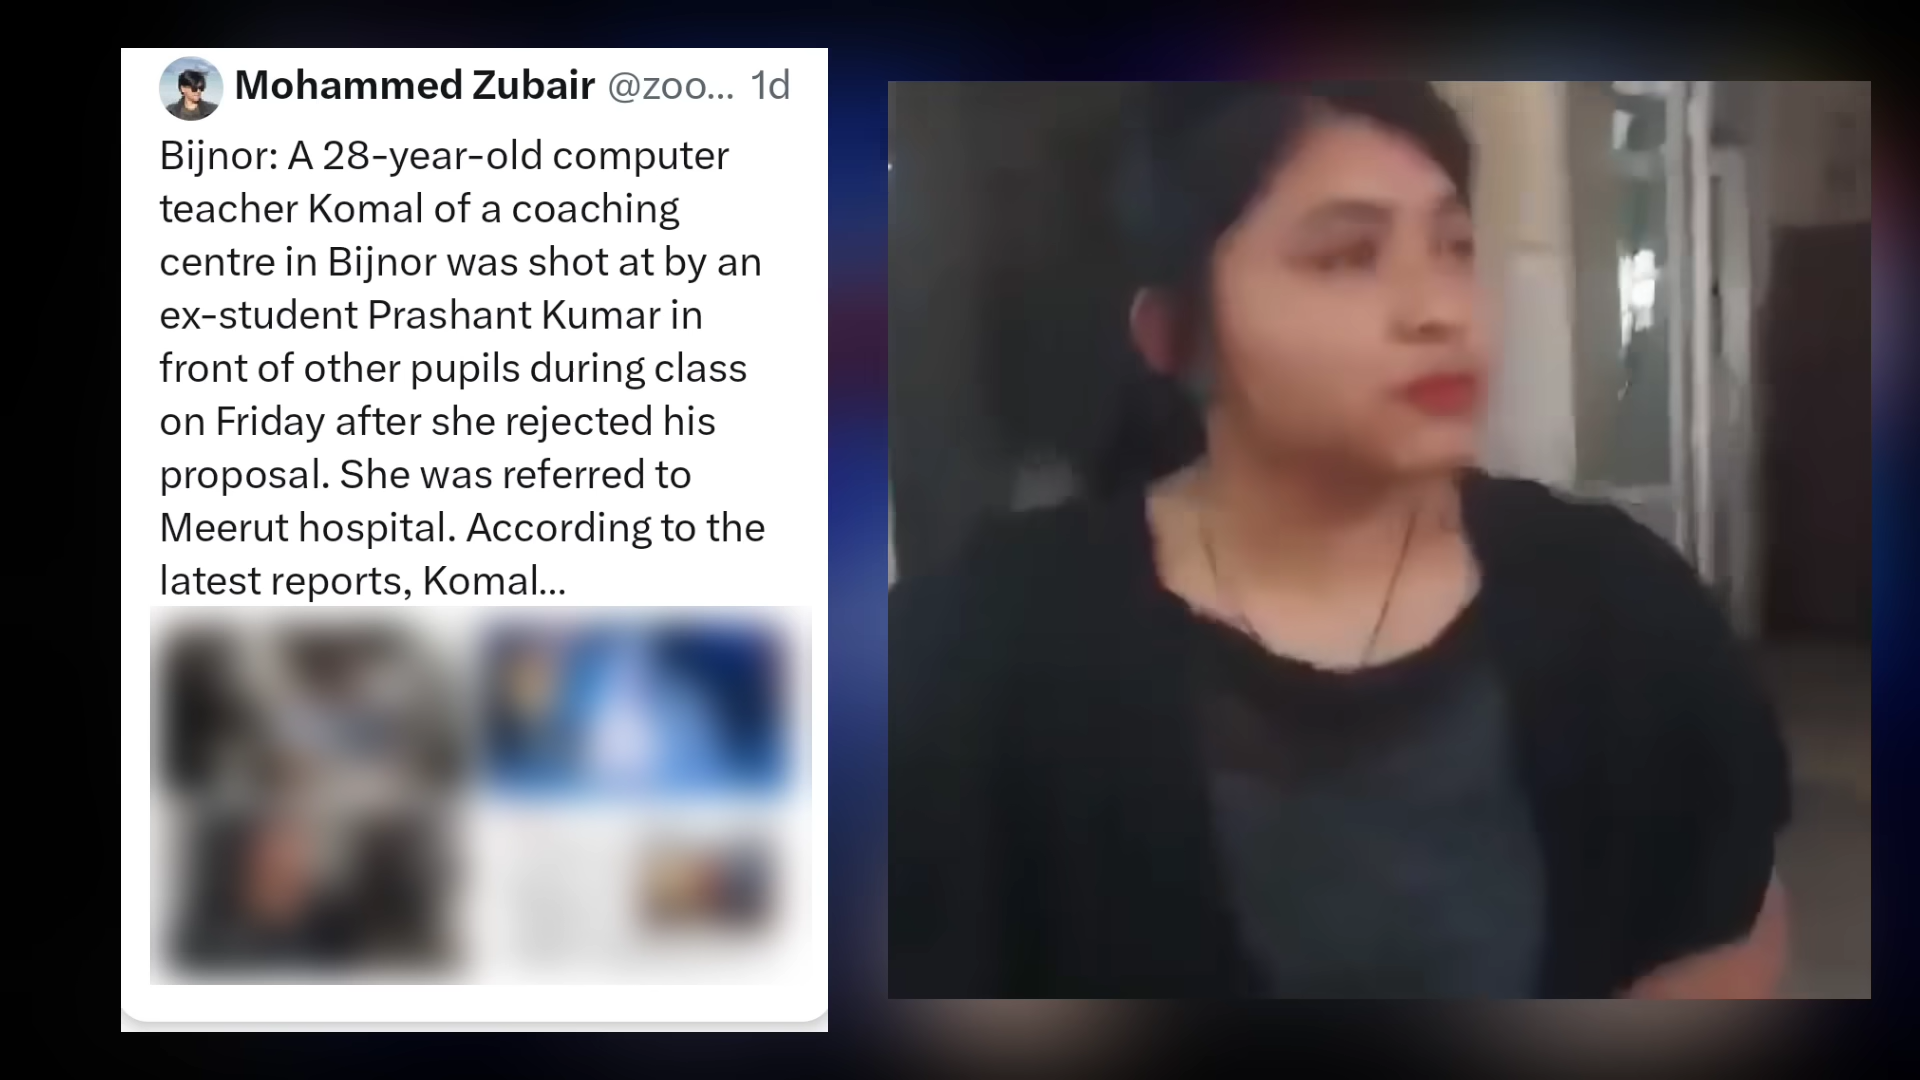 Mohammed Zubair @zoo... 1d
Bijnor: A 28-year-old computer
teacher Komal of a coaching
centre in Bijnor was shot at by an
ex-student Prashant Kumar in
front of other pupils during class
on Friday after she rejected his
proposal. She was referred to
Meerut hospital. According to the
latest reports, Komal...